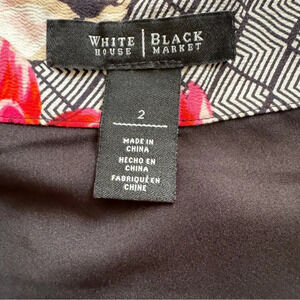 WHITE | BLACK
HOUSE | MARKET
2
MADE IN
CHINA
HECHO EN
CHINA
FABRIQUÉ EN
CHINE